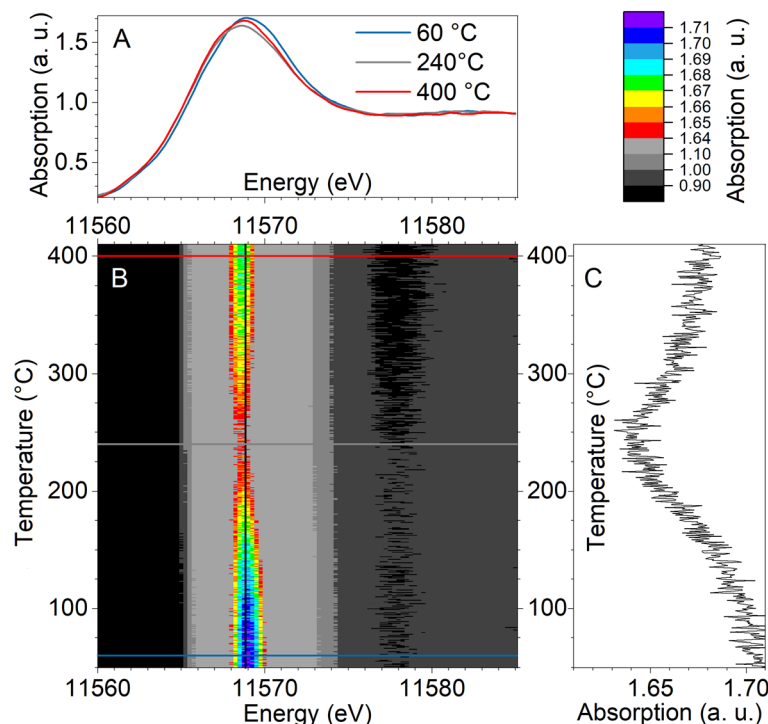 A
60 °C
240°C
400 °C
Absorption (a. u.)
1.5
1.0
0.5
Energy (eV)
11560 11570 11580
1.71
1.70
1.69
1.68
1.67
1.66
1.65
1.64
1.10
1.00
0.90
Absorption (a. u.)
B
400
300
200
100
Temperature (°C)
11560 11570 11580
Energy (eV)
C
400
300
200
100
Temperature (°C)
1.65 1.70
Absorption (a. u.)